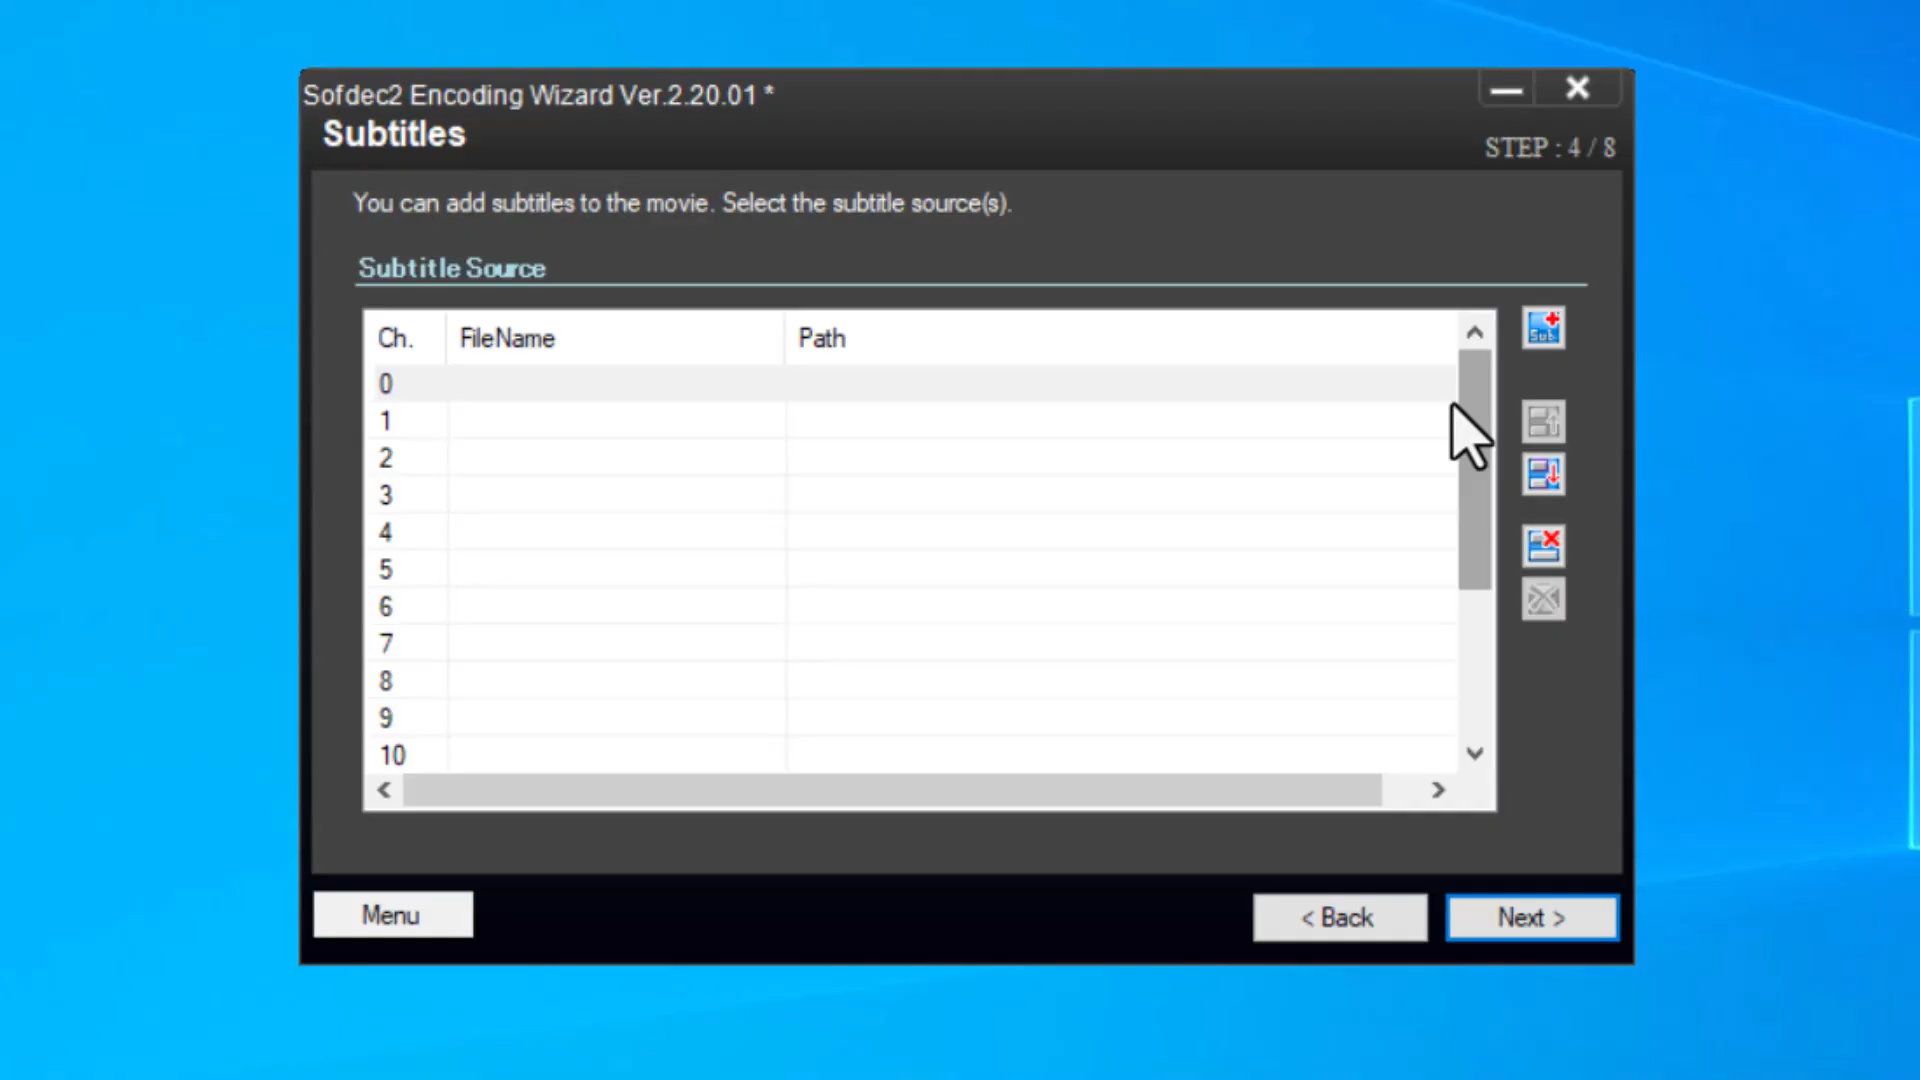 Sofdec2 Encoding Wizard Ver.2.20.01 *
Subtitles
STEP : 4 / 8
You can add subtitles to the movie. Select the subtitle source(s).
Subtitle Source
Ch. FileName Path
Sub
0
1
2
3
4
5
6
7
8
9
10
Menu
< Back
Next >